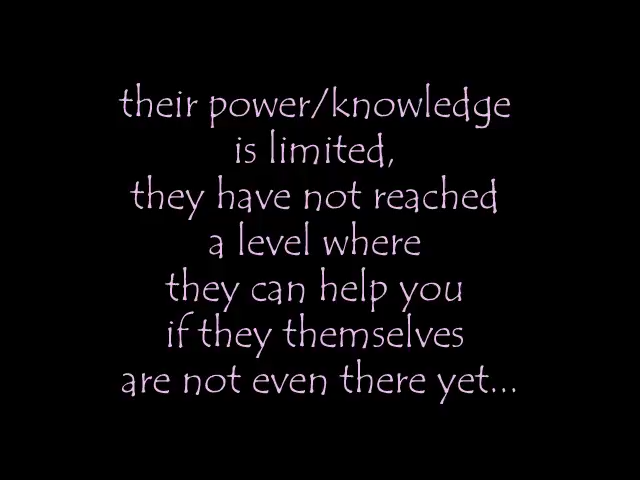 their power/knowledge
is limited,
they have not reached
a level where
they can help you
if they themselves
are not even there yet...